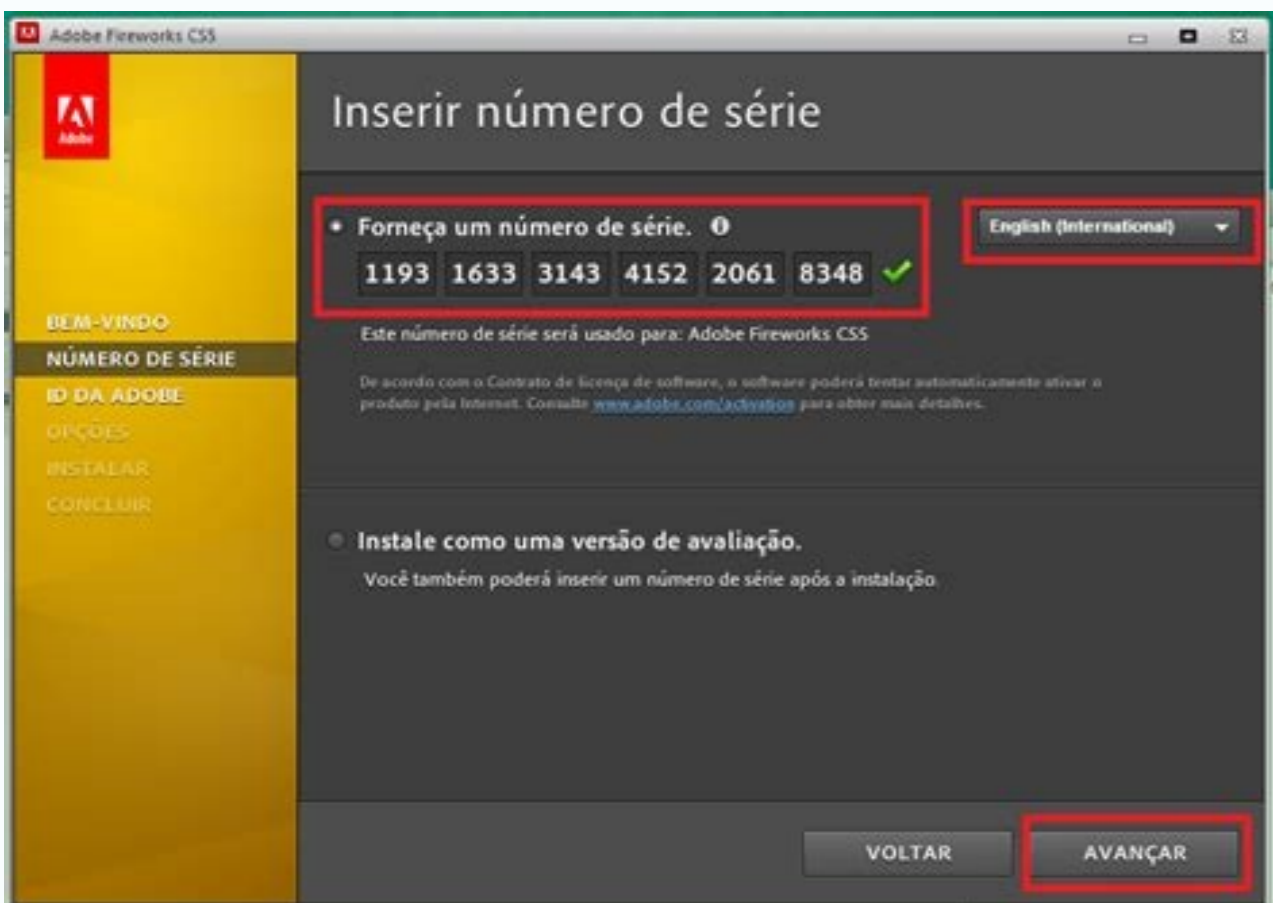 Adobe Fireworks CS5
Adobe
Inserir número de série
Forneça um número de série.
English (International)
1193 1633 3143 4152 2061 8348
Este número de série será usado para: Adobe Fireworks CS5
De acordo com o Contrato de licença de software, o software poderá tentar automaticamente ativar o
produto pela Internet. Consulte www.adobe.com/activation para obter mais detalhes.
BEM-VINDO
NÚMERO DE SÉRIE
ID DA ADOBE
OPÇÕES
INSTALAR
CONCLUIR
Instale como uma versão de avaliação.
Você também poderá inserir um número de série após a instalação
VOLTAR
AVANÇAR